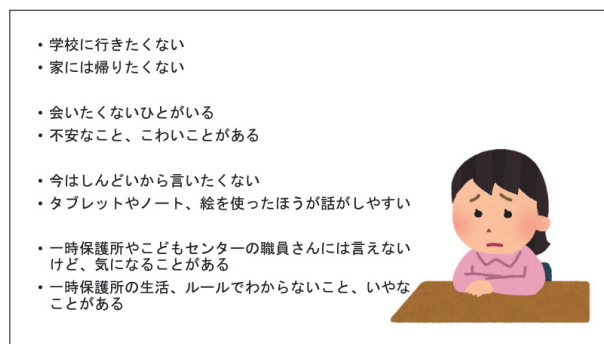 • 学校に行きたくない
• 家には帰りたくない
• 会いたくないひとがいる
• 不安なこと、こわいことがある
• 今はしんどいから言いたくない
• タブレットやノート、絵を使ったほうが話がしやすい
• 一時保護所やこどもセンターの職員さんには言えない
けど、気になることがある
• 一時保護所の生活、ルールでわからないこと、いやな
ことがある